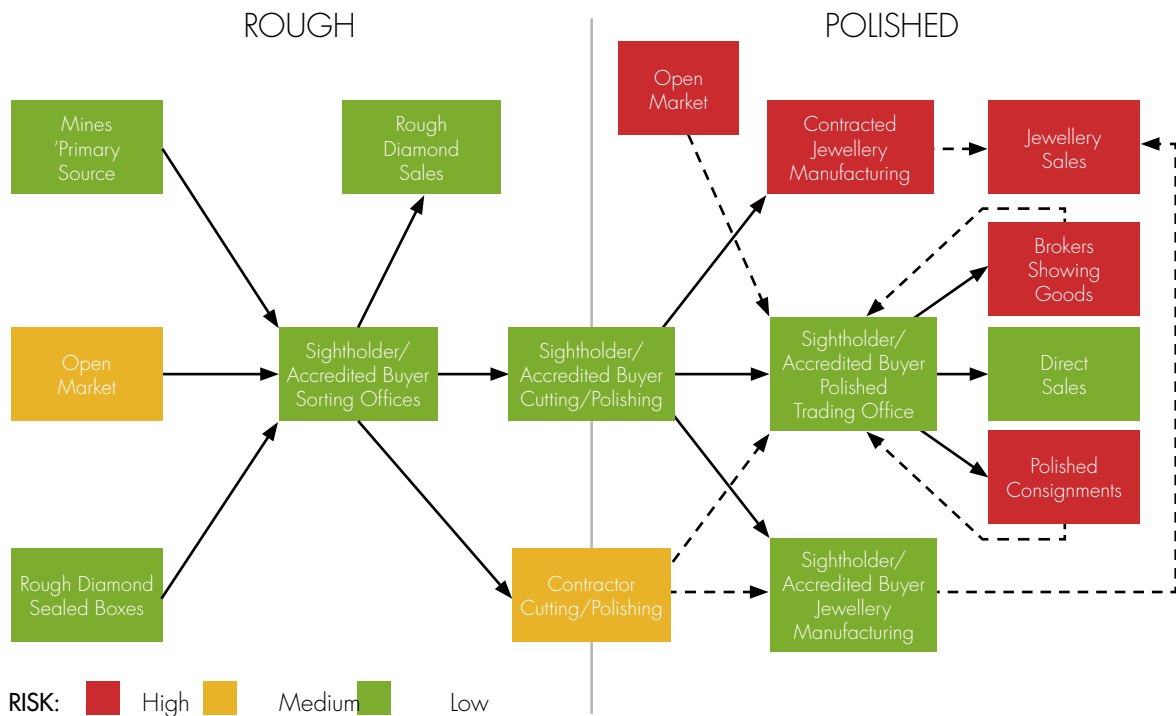 ROUGH
POLISHED
Mines
‘Primary
Source
Rough
Diamond
Sales
Open
Market
Contracted
Jewellery
Manufacturing
Jewellery
Sales
Brokers
Showing
Goods
Open
Market
Sightholder/
Accredited Buyer
Sorting Offices
Sightholder/
Accredited Buyer
Cutting/Polishing
Sightholder/
Accredited Buyer
Polished
Trading Office
Direct
Sales
Polished
Consignments
Rough Diamond
Sealed Boxes
Contractor
Cutting/Polishing
Sightholder/
Accredited Buyer
Jewellery
Manufacturing
RISK: High Medium Low